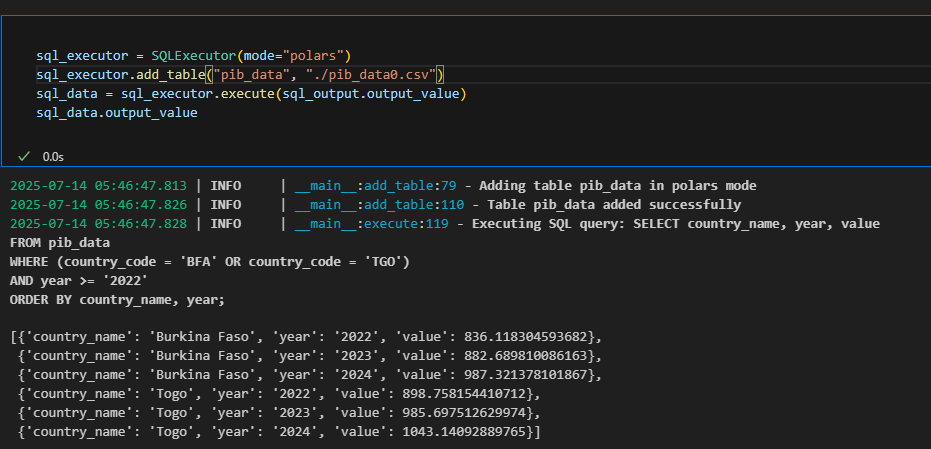 sql_executor = SQLExecutor(mode="polars")
sql_executor.add_table("pib_data", "./pib_data0.csv")
sql_data = sql_executor.execute(sql_output.output_value)
sql_data.output_value
0.0s
2025-07-14 05:46:47.813 | INFO     | __main__:add_table:79 - Adding table pib_data in polars mode
2025-07-14 05:46:47.826 | INFO     | __main__:add_table:110 - Table pib_data added successfully
2025-07-14 05:46:47.828 | INFO     | __main__:execute:119 - Executing SQL query: SELECT country_name, year, value
FROM pib_data
WHERE (country_code = 'BFA' OR country_code = 'TGO')
AND year >= '2022'
ORDER BY country_name, year;
[{'country_name': 'Burkina Faso', 'year': '2022', 'value': 836.118304593682},
 {'country_name': 'Burkina Faso', 'year': '2023', 'value': 882.689810086163},
 {'country_name': 'Burkina Faso', 'year': '2024', 'value': 987.321378101867},
 {'country_name': 'Togo', 'year': '2022', 'value': 898.758154410712},
 {'country_name': 'Togo', 'year': '2023', 'value': 985.697512629974},
 {'country_name': 'Togo', 'year': '2024', 'value': 1043.14092889765}]